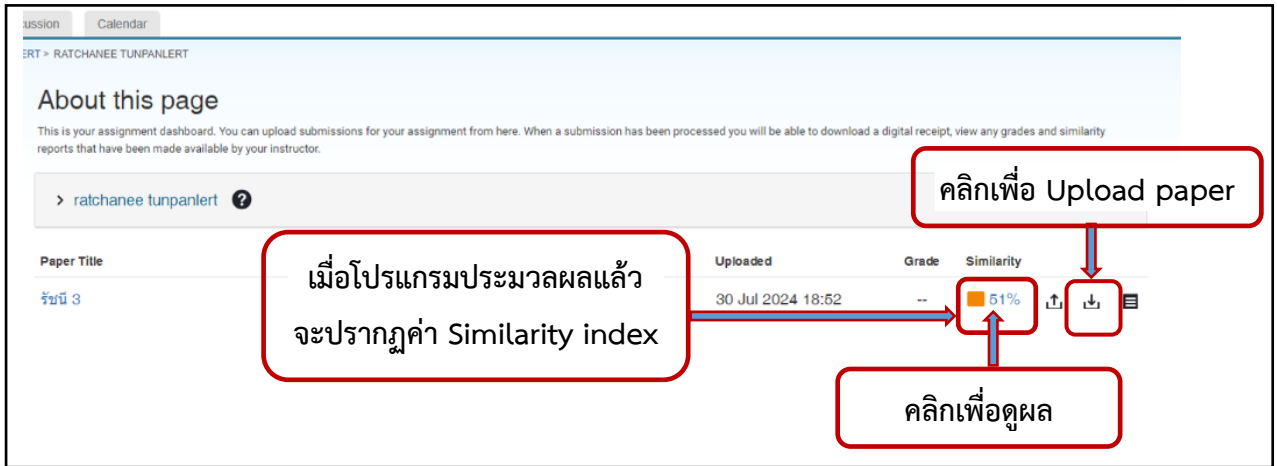 ussion Calendar
ERT > RATCHANEE TUNPANLERT
About this page
This is your assignment dashboard. You can upload submissions for your assignment from here. When a submission has been processed you will be able to download a digital receipt, view any grades and similarity
reports that have been made available by your instructor.
> ratchanee tunpanlert ?
คลิกเพื่อ Upload paper
Paper Title Uploaded Grade Similarity
รัชนี 3 30 Jul 2024 18:52 -- 51%
เมื่อโปรแกรมประมวลผลแล้ว
จะปรากฏค่า Similarity index
คลิกเพื่อดูผล